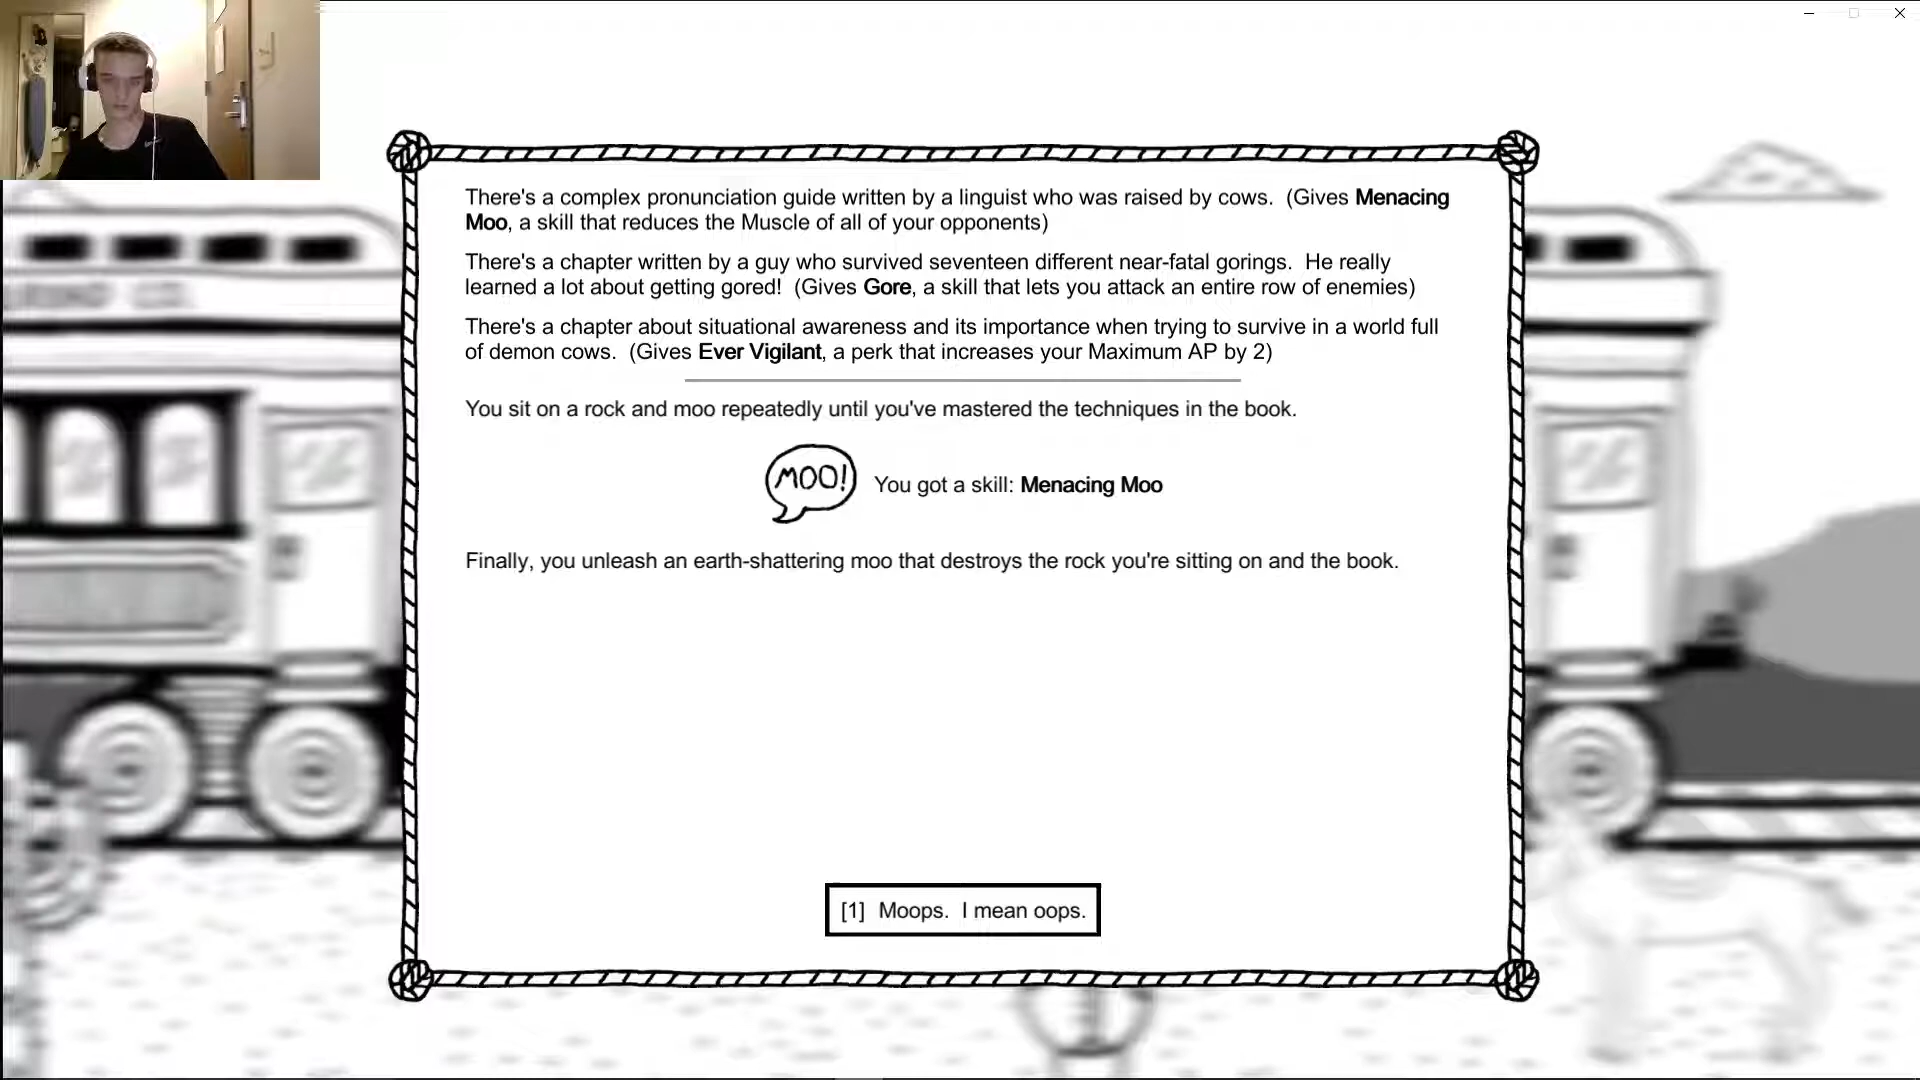 There's a complex pronunciation guide written by a linguist who was raised by cows.  (Gives Menacing
Moo, a skill that reduces the Muscle of all of your opponents)
There's a chapter written by a guy who survived seventeen different near-fatal gorings.  He really
learned a lot about getting gored!  (Gives Gore, a skill that lets you attack an entire row of enemies)
There's a chapter about situational awareness and its importance when trying to survive in a world full
of demon cows.  (Gives Ever Vigilant, a perk that increases your Maximum AP by 2)
You sit on a rock and moo repeatedly until you've mastered the techniques in the book.
MOO!
You got a skill: Menacing Moo
Finally, you unleash an earth-shattering moo that destroys the rock you're sitting on and the book.
[1]  Moops.  I mean oops.